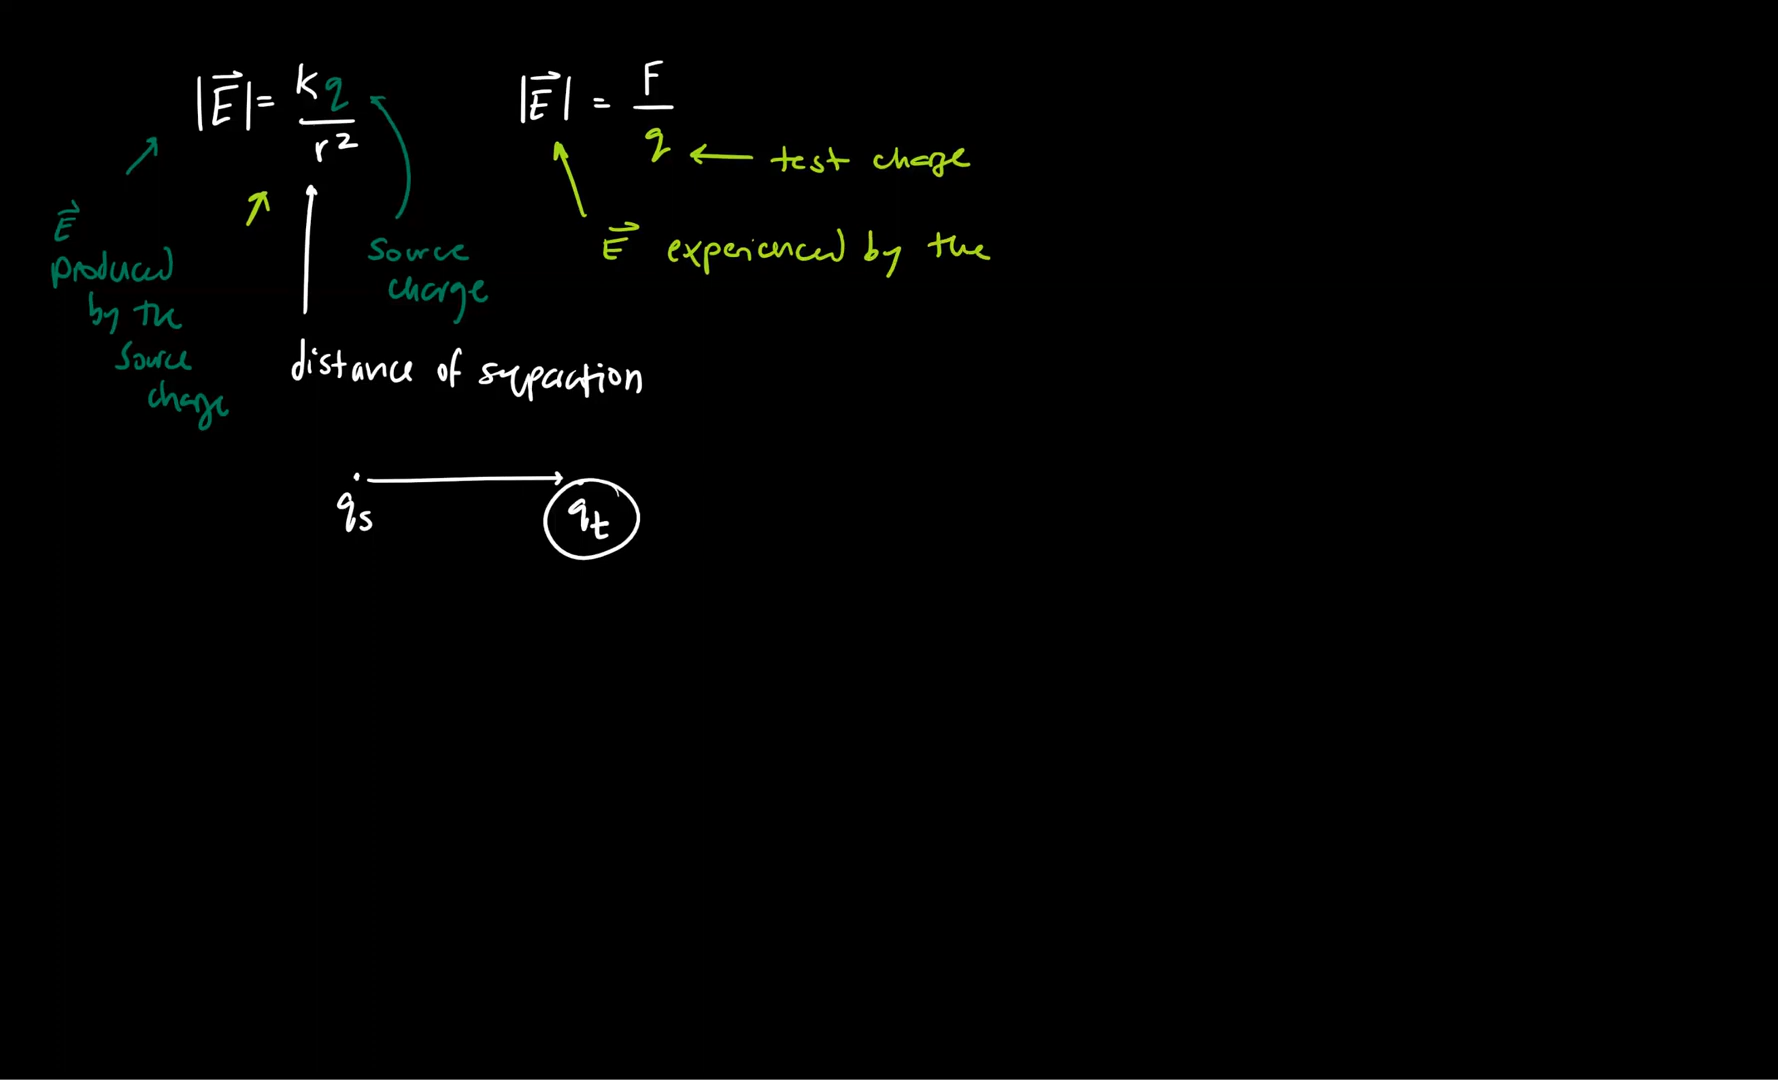 |E⃗| = kq/r²
|E⃗| = F/q
← test charge
E⃗ experienced by the
E⃗
produced
by the
source
charge
source
charge
distance of separation
qs
qt